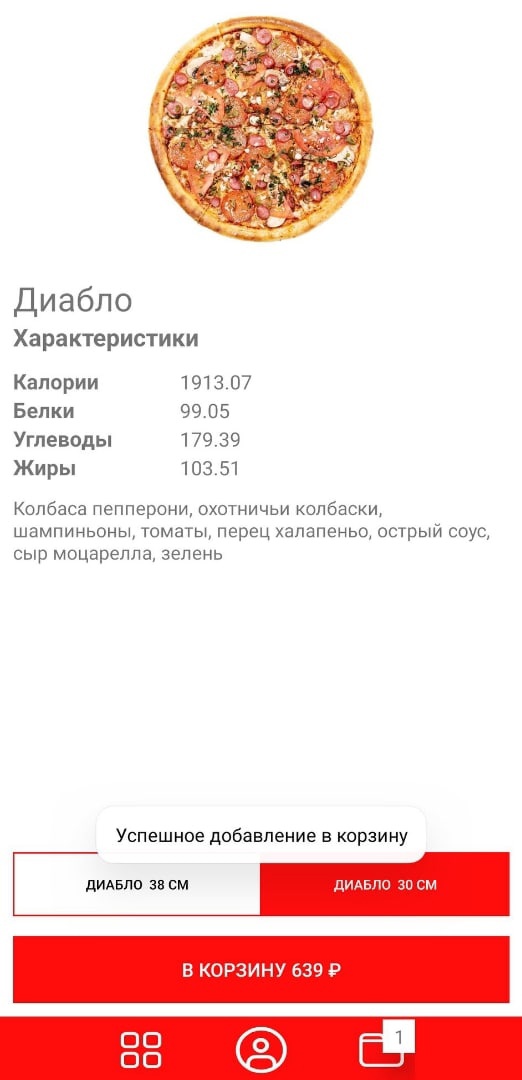 Диабло
Характеристики
Калории 1913.07
Белки 99.05
Углеводы 179.39
Жиры 103.51
Колбаса пепперони, охотничьи колбаски,
шампиньоны, томаты, перец халапеньо, острый соус,
сыр моцарелла, зелень
Успешное добавление в корзину
ДИАБЛО 38 СМ ДИАБЛО 30 СМ
В КОРЗИНУ 639 ₽
1